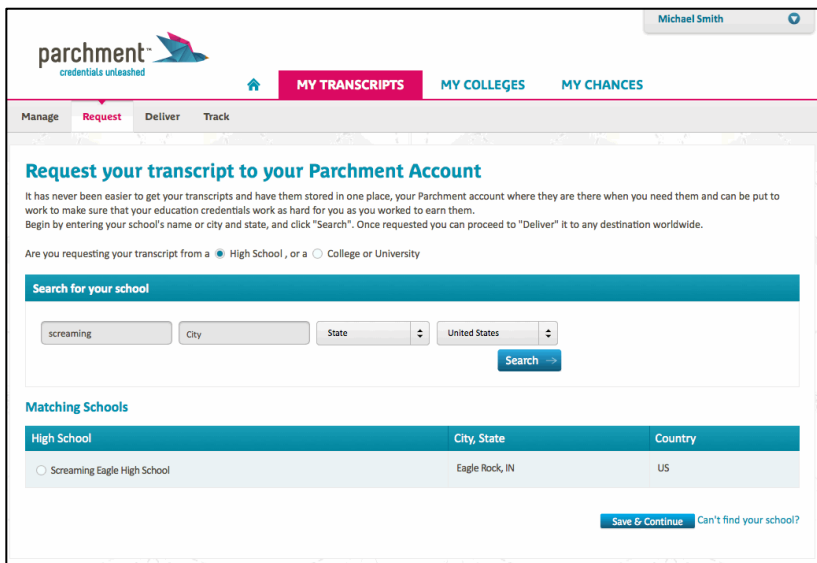 Michael Smith
parchment™
credentials unleashed
MY TRANSCRIPTS MY COLLEGES MY CHANCES
Manage Request Deliver Track
Request your transcript to your Parchment Account
It has never been easier to get your transcripts and have them stored in one place, your Parchment account where they are there when you need them and can be put to
work to make sure that your education credentials work as hard for you as you worked to earn them.
Begin by entering your school's name or city and state, and click "Search". Once requested you can proceed to "Deliver" it to any destination worldwide.
Are you requesting your transcript from a High School , or a College or University
Search for your school
screaming City State United States
Search →
Matching Schools
High School City, State Country
Screaming Eagle High School Eagle Rock, IN US
Save & Continue Can't find your school?